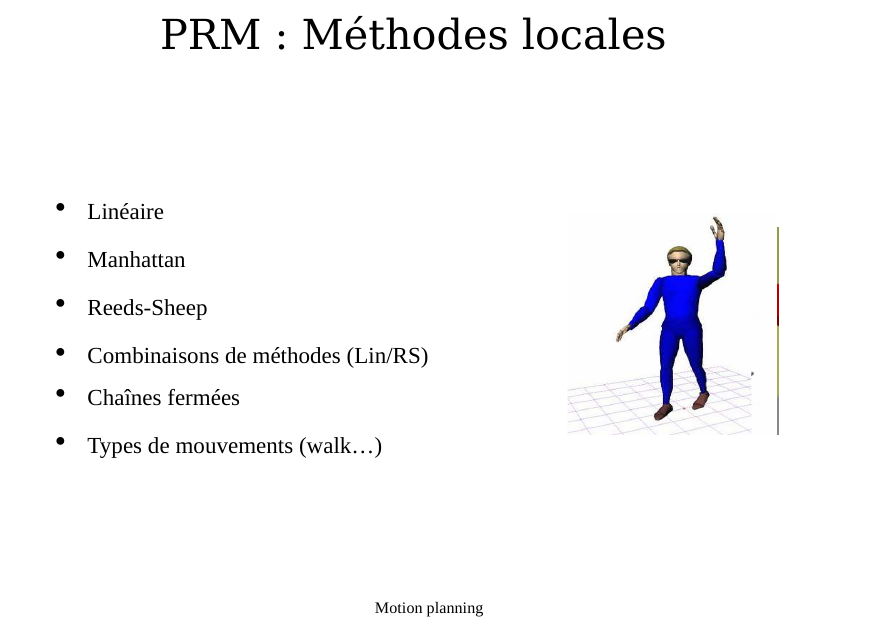 PRM : Méthodes locales
• Linéaire
• Manhattan
• Reeds-Sheep
• Combinaisons de méthodes (Lin/RS)
• Chaînes fermées
• Types de mouvements (walk…)
Motion planning